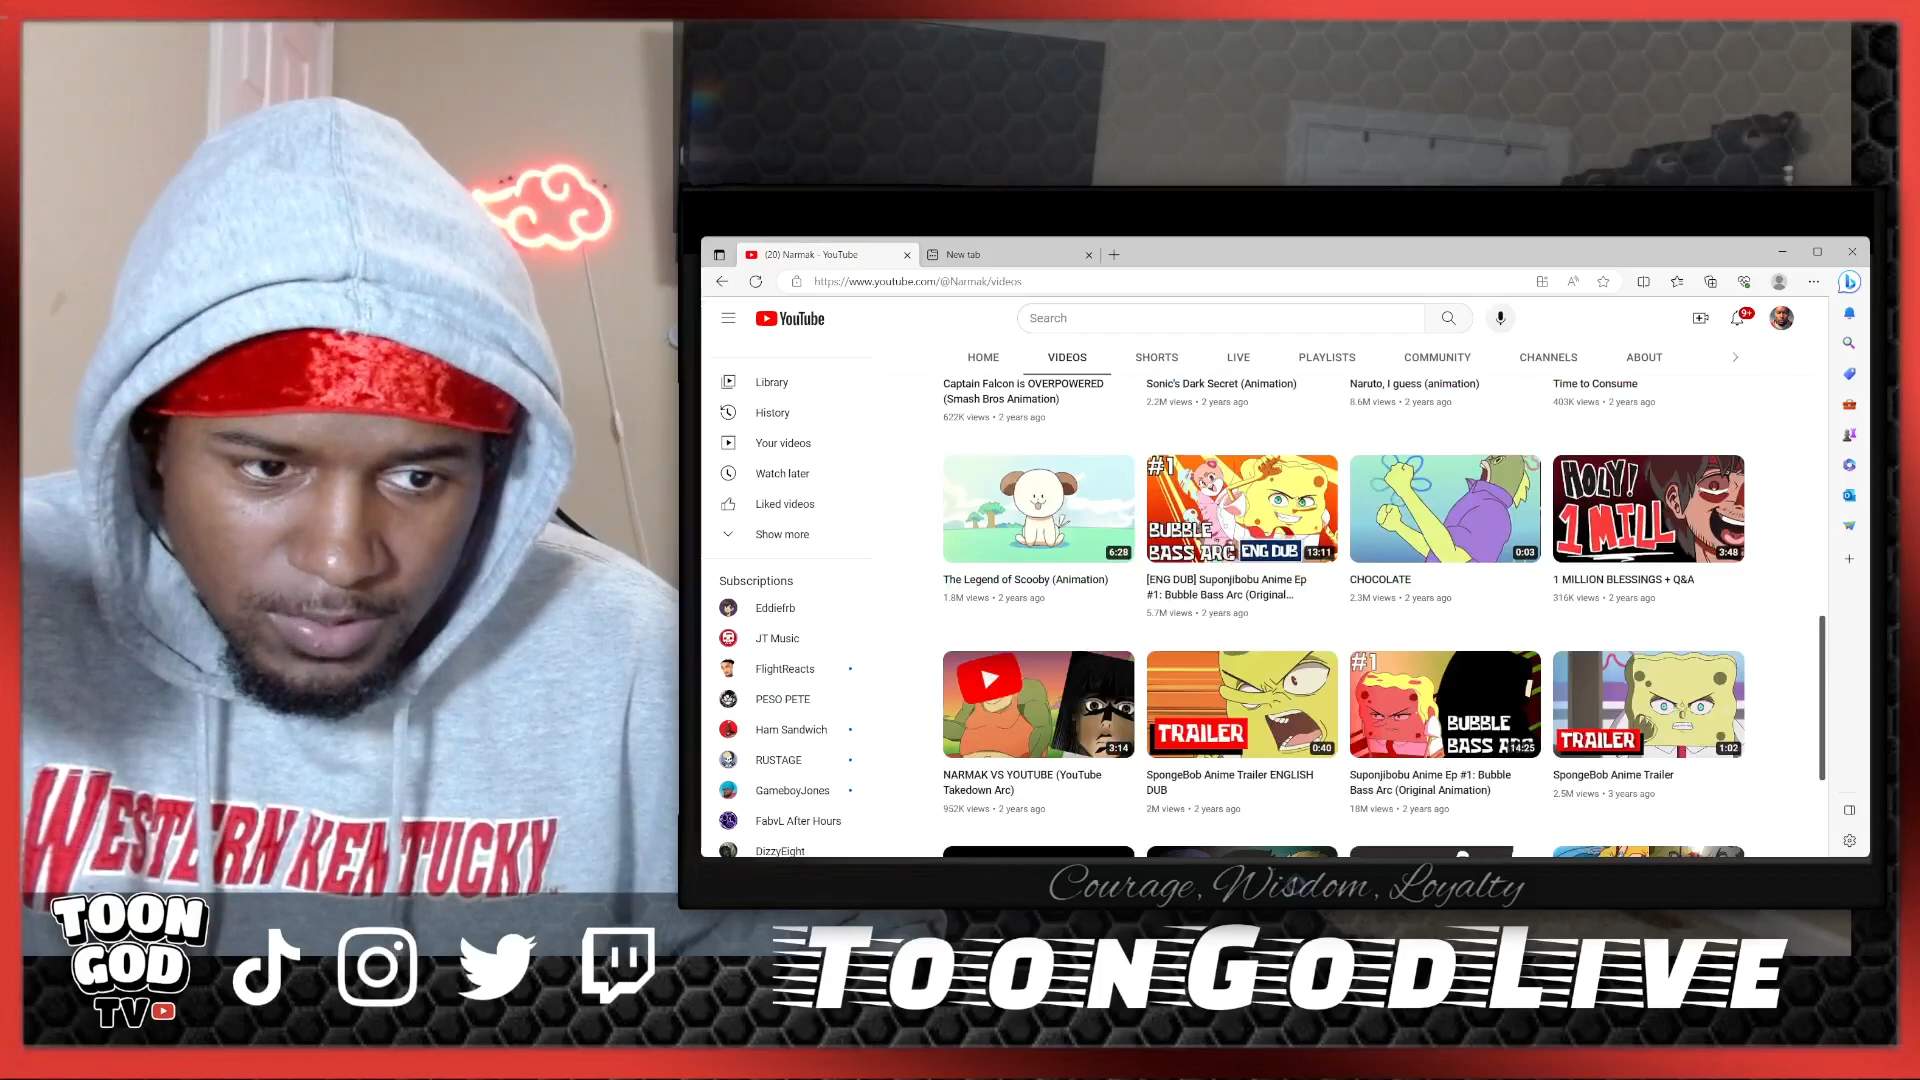 (20) Narmak - YouTube
New tab
https://www.youtube.com/@Narmak/videos
YouTube
Search
9+
HOME
VIDEOS
SHORTS
LIVE
PLAYLISTS
COMMUNITY
CHANNELS
ABOUT
Library
History
Your videos
Watch later
Liked videos
Show more
Subscriptions
Eddiefrb
JT Music
FlightReacts
PESO PETE
Ham Sandwich
RUSTAGE
GameboyJones
FabvL After Hours
DizzyEight
Captain Falcon is OVERPOWERED
(Smash Bros Animation)
622K views • 2 years ago
Sonic's Dark Secret (Animation)
2.2M views • 2 years ago
Naruto, I guess (animation)
8.6M views • 2 years ago
Time to Consume
403K views • 2 years ago
6:28
The Legend of Scooby (Animation)
1.8M views • 2 years ago
#1
BUBBLE
BASS ARC ENG DUB
13:11
[ENG DUB] Suponjibobu Anime Ep
#1: Bubble Bass Arc (Original...
5.7M views • 2 years ago
0:03
CHOCOLATE
2.3M views • 2 years ago
HOLY!
1 MILL
3:48
1 MILLION BLESSINGS + Q&A
316K views • 2 years ago
3:14
NARMAK VS YOUTUBE (YouTube
Takedown Arc)
952K views • 2 years ago
TRAILER
0:40
SpongeBob Anime Trailer ENGLISH
DUB
2M views • 2 years ago
#1
BUBBLE
BASS ARC
14:25
Suponjibobu Anime Ep #1: Bubble
Bass Arc (Original Animation)
18M views • 2 years ago
TRAILER
1:02
SpongeBob Anime Trailer
2.5M views • 3 years ago
WESTERN KENTUCKY
Courage, Wisdom, Loyalty
TOON
GOD
TV
TOONGODLIVE